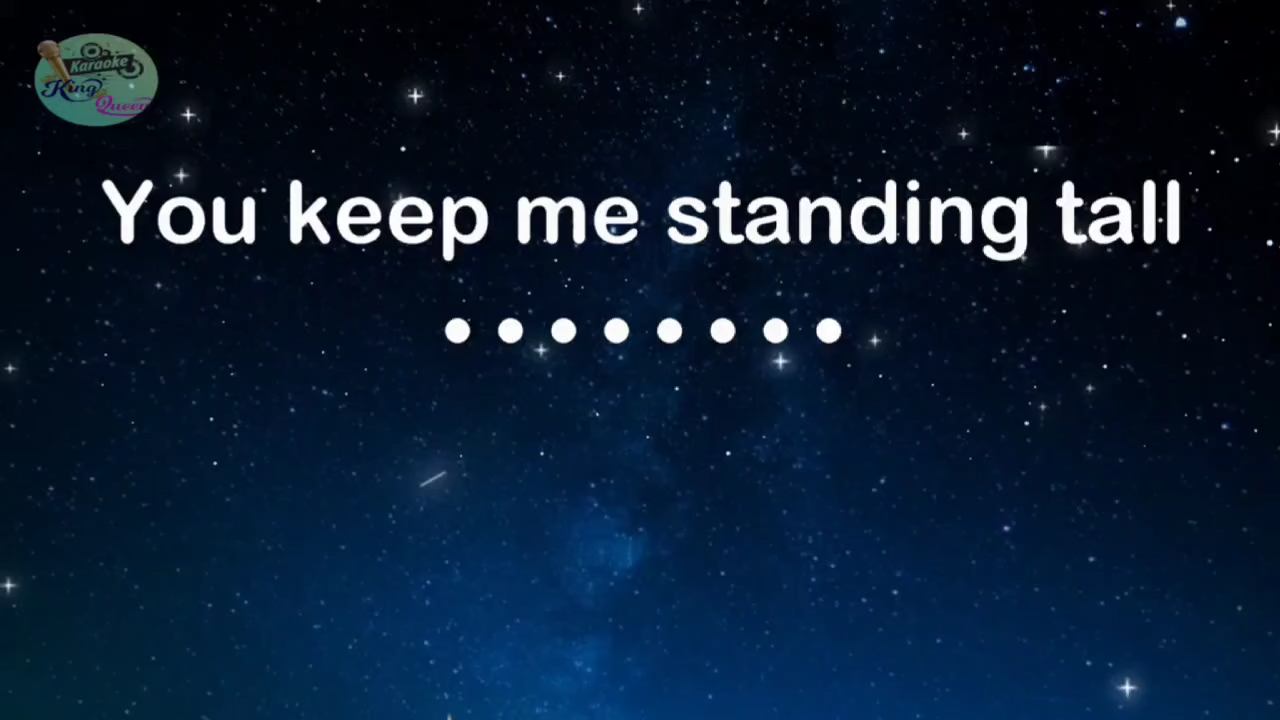 Karaoke
King
Queen
You keep me standing tall
● ● ● ● ● ● ● ●